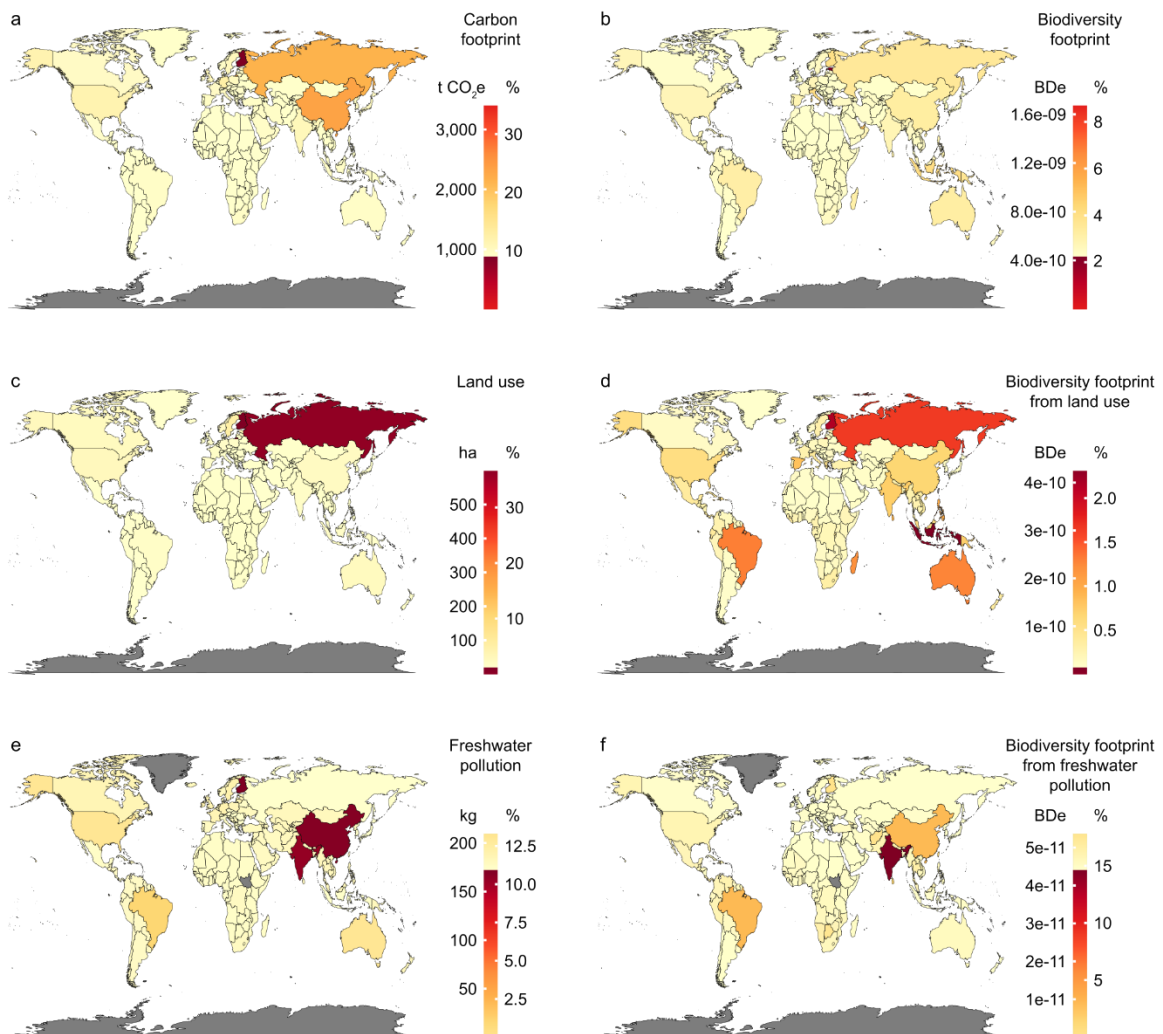 a
Carbon
footprint
t CO₂e %
3,000 30
2,000 20
1,000 10
b
Biodiversity
footprint
BDe %
1.6e-09 8
1.2e-09 6
8.0e-10 4
4.0e-10 2
c
Land use
ha %
500
400 30
300 20
200
100 10
d
Biodiversity footprint
from land use
BDe %
4e-10 2.0
3e-10 1.5
2e-10 1.0
1e-10 0.5
e
Freshwater
pollution
kg %
200 12.5
150 10.0
7.5
100 5.0
50 2.5
f
Biodiversity footprint
from freshwater
pollution
BDe %
5e-11 15
4e-11
3e-11 10
2e-11
1e-11 5